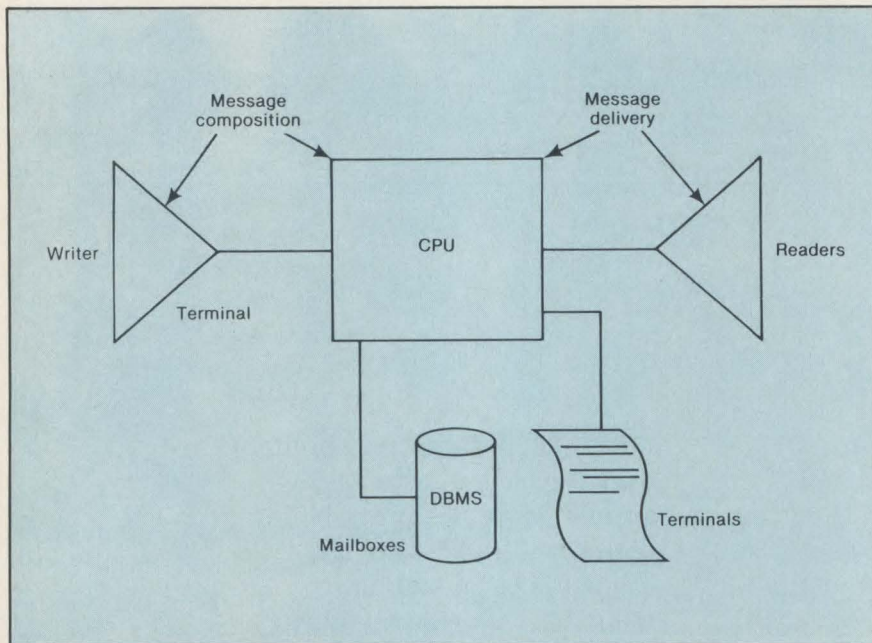 Message
composition
Message
delivery
Writer
CPU
Readers
Terminal
DBMS
Mailboxes
Terminals